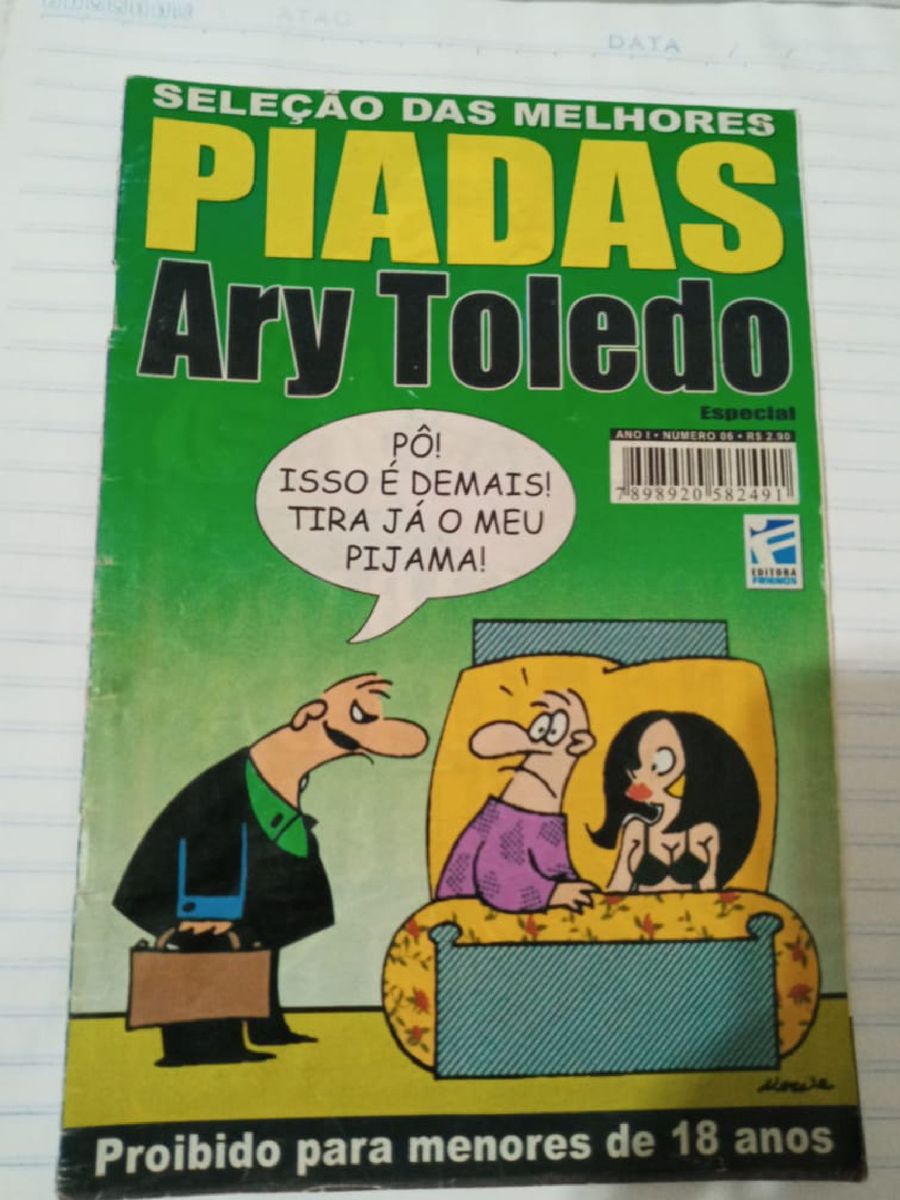 DATA / /
SELEÇÃO DAS MELHORES
PIADAS
Ary Toledo
Especial
ANO I • NÚMERO 06 • R$ 2.90
7 898920 582491
EDITORA
FRIENDS
PÔ!
ISSO É DEMAIS!
TIRA JÁ O MEU
PIJAMA!
Proibido para menores de 18 anos